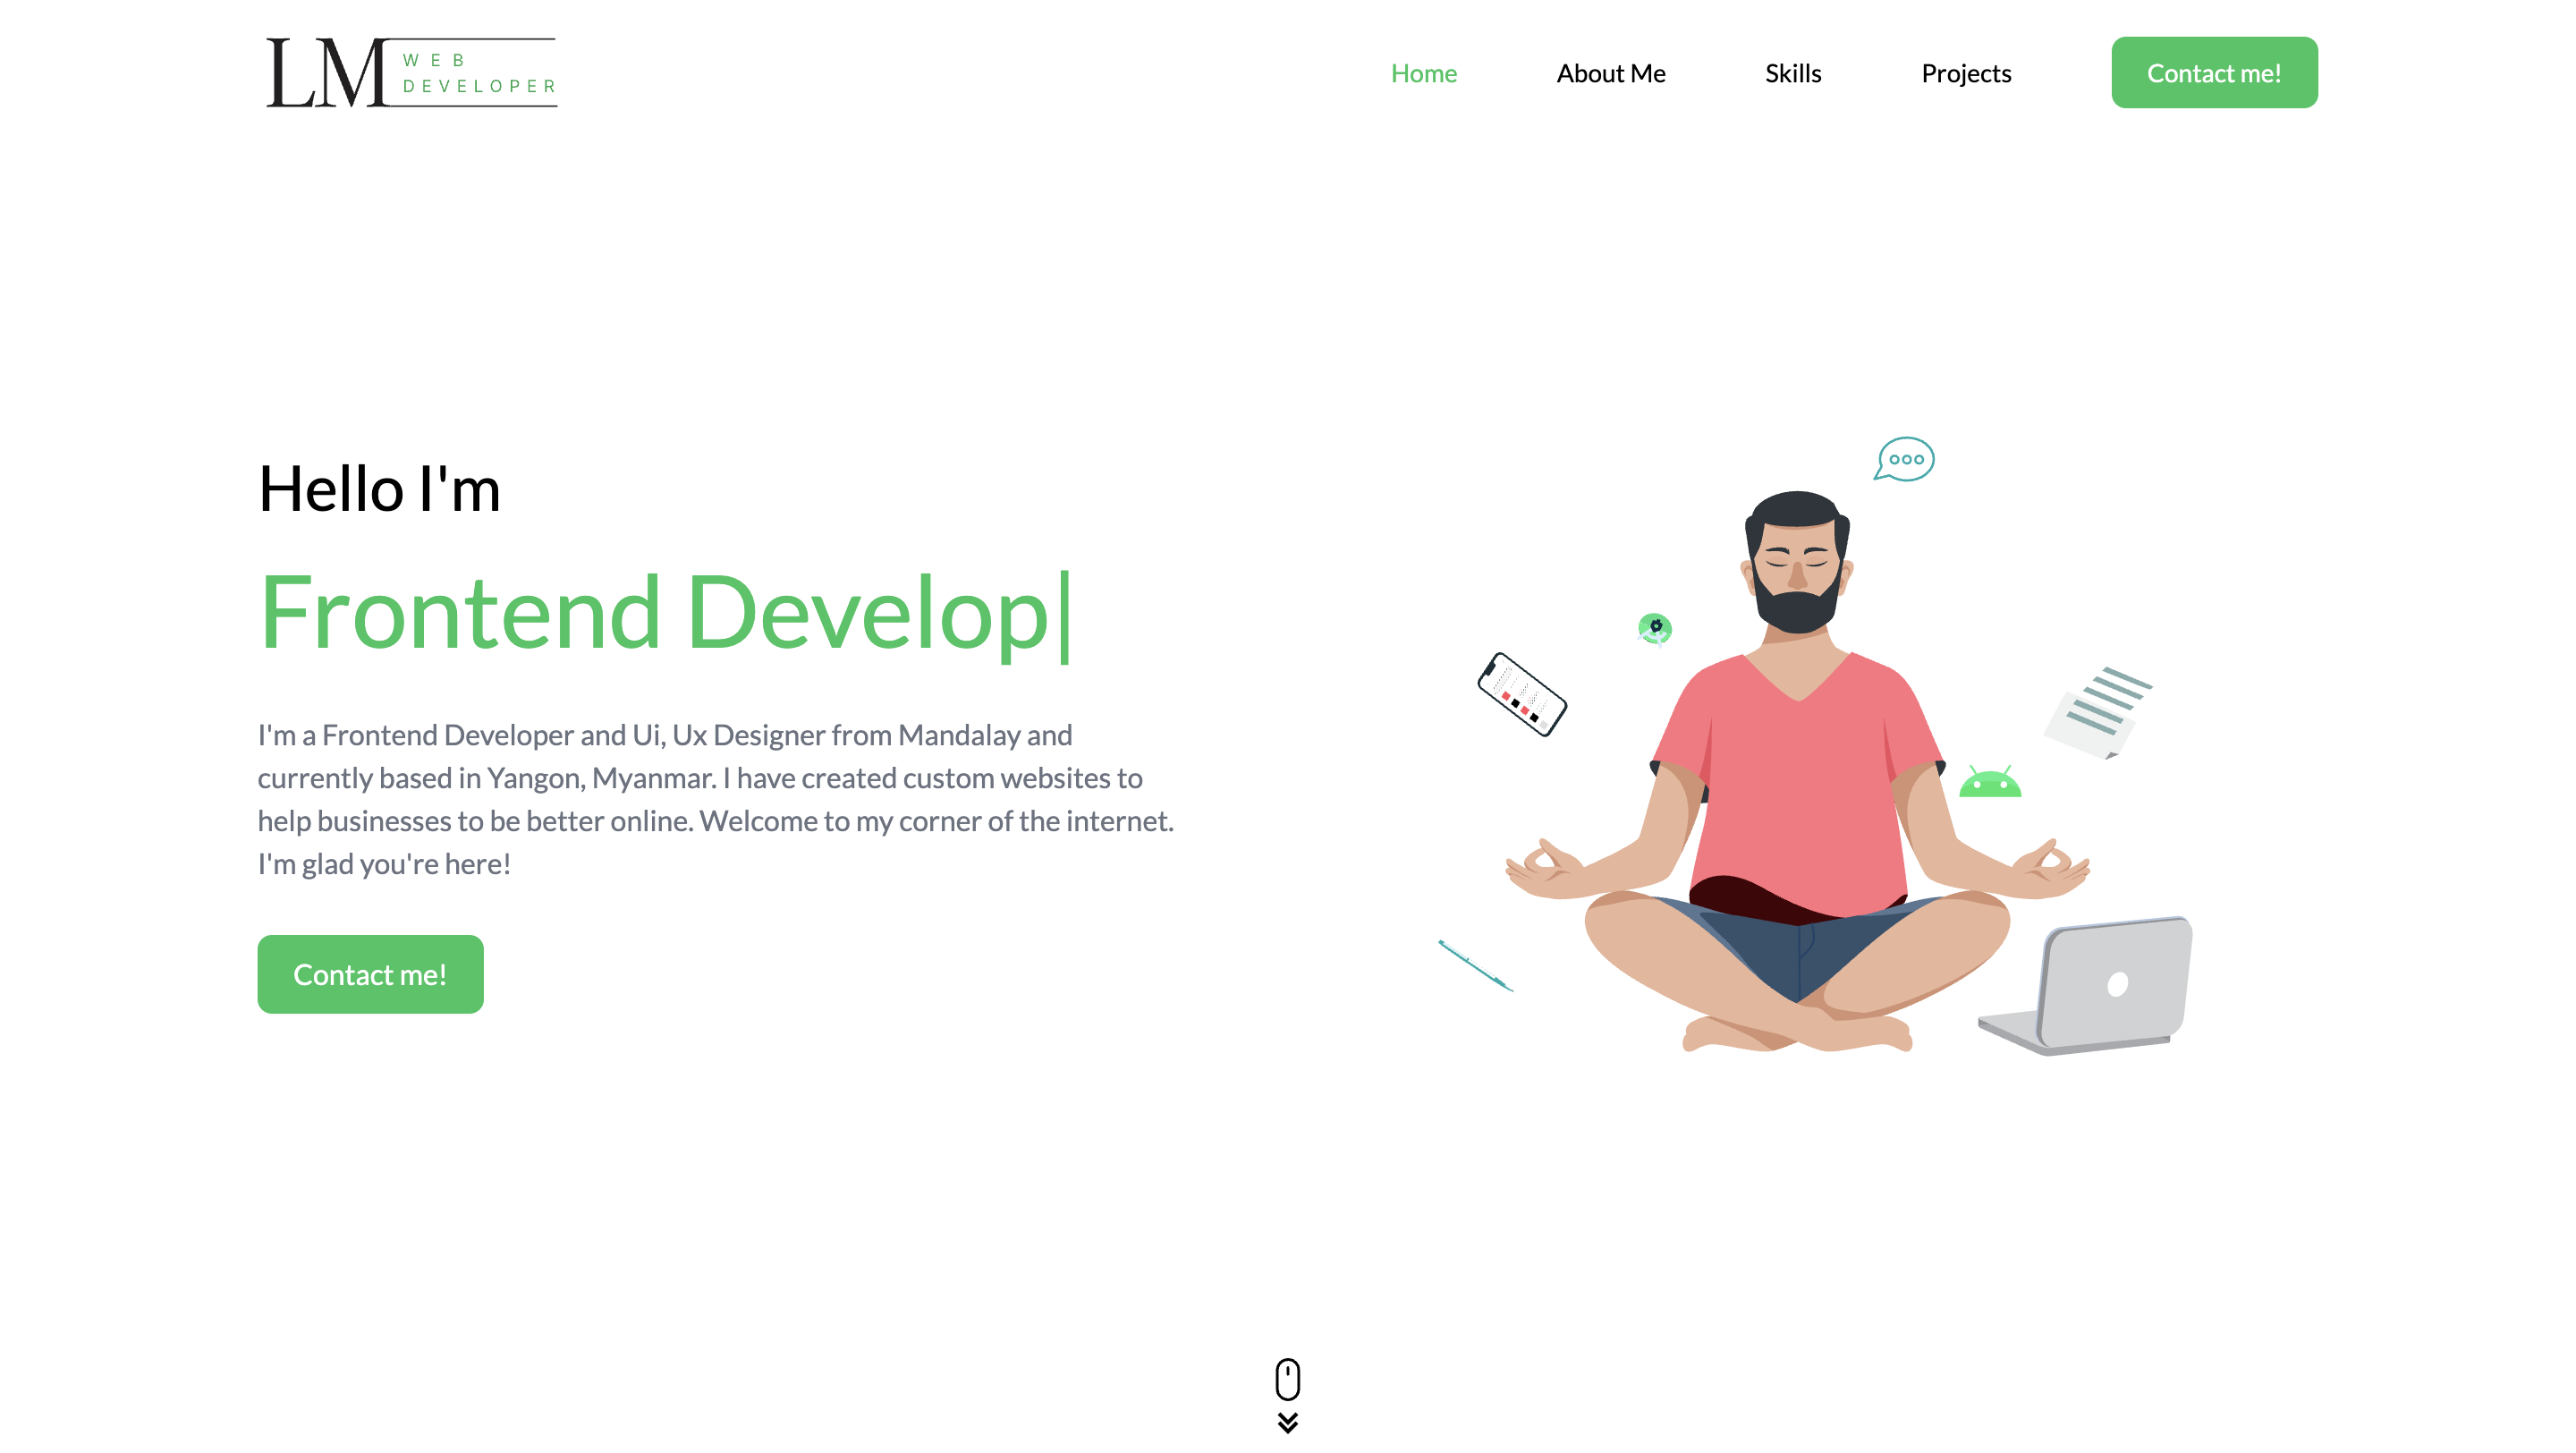 LM
WEB
DEVELOPER
Home
About Me
Skills
Projects
Contact me!
Hello I'm
Frontend Develop|
I'm a Frontend Developer and Ui, Ux Designer from Mandalay and
currently based in Yangon, Myanmar. I have created custom websites to
help businesses to be better online. Welcome to my corner of the internet.
I'm glad you're here!
Contact me!